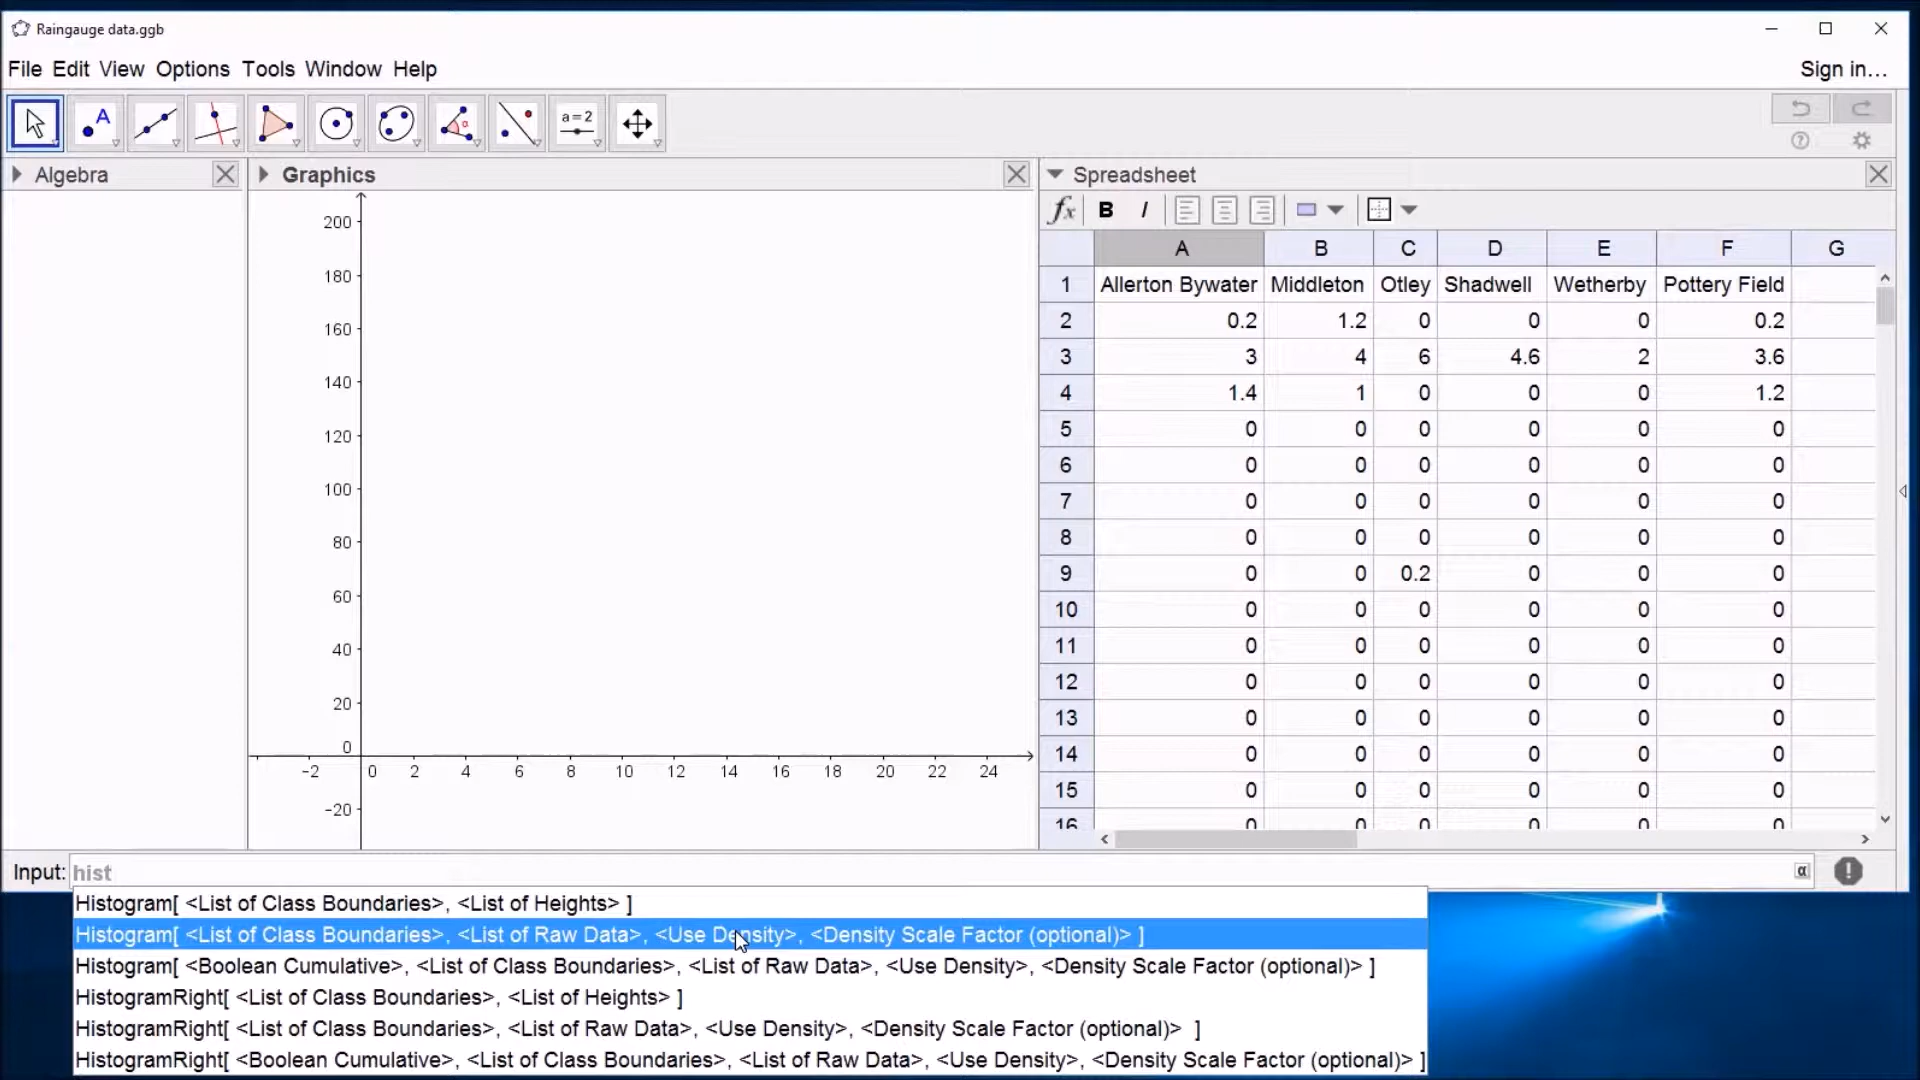 Raingauge data.ggb
File Edit View Options Tools Window Help
Sign in...
A
α
a = 2
Algebra
Graphics
Spreadsheet
fx B I
A B C D E F G
1 Allerton Bywater Middleton Otley Shadwell Wetherby Pottery Field
2 0.2 1.2 0 0 0 0.2
3 3 4 6 4.6 2 3.6
4 1.4 1 0 0 0 1.2
5 0 0 0 0 0 0
6 0 0 0 0 0 0
7 0 0 0 0 0 0
8 0 0 0 0 0 0
9 0 0 0.2 0 0 0
10 0 0 0 0 0 0
11 0 0 0 0 0 0
12 0 0 0 0 0 0
13 0 0 0 0 0 0
14 0 0 0 0 0 0
15 0 0 0 0 0 0
16 0 0 0 0 0 0
200
180
160
140
120
100
80
60
40
20
0
-2 0 2 4 6 8 10 12 14 16 18 20 22 24
-20
Input: hist
α
Histogram[ <List of Class Boundaries>, <List of Heights> ]
Histogram[ <List of Class Boundaries>, <List of Raw Data>, <Use Density>, <Density Scale Factor (optional)> ]
Histogram[ <Boolean Cumulative>, <List of Class Boundaries>, <List of Raw Data>, <Use Density>, <Density Scale Factor (optional)> ]
HistogramRight[ <List of Class Boundaries>, <List of Heights> ]
HistogramRight[ <List of Class Boundaries>, <List of Raw Data>, <Use Density>, <Density Scale Factor (optional)> ]
HistogramRight[ <Boolean Cumulative>, <List of Class Boundaries>, <List of Raw Data>, <Use Density>, <Density Scale Factor (optional)> ]